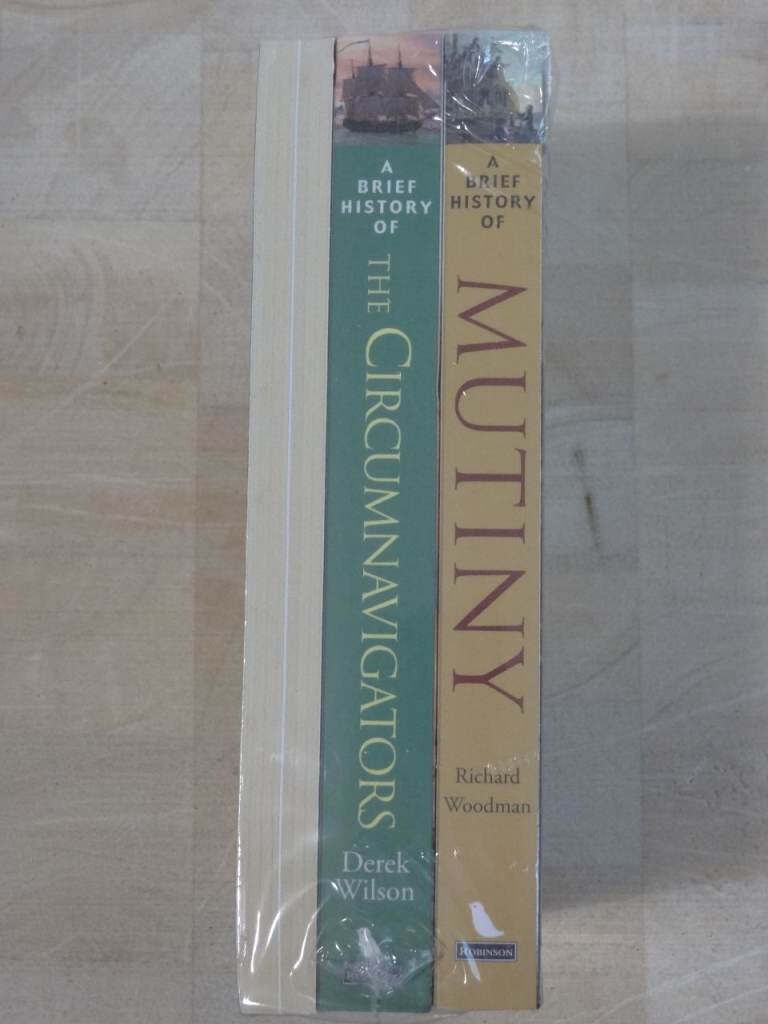 A
BRIEF
HISTORY
OF
THE CIRCUMNAVIGATORS
Derek
Wilson
A
BRIEF
HISTORY
OF
MUTINY
Richard
Woodman
ROBINSON